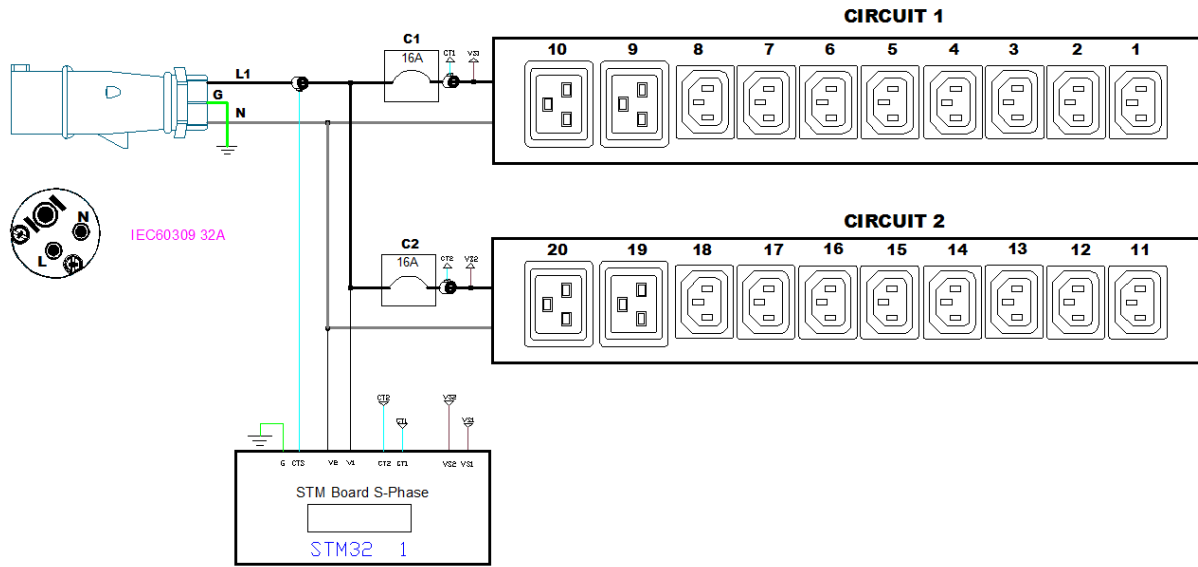 CIRCUIT 1
C1
16A
CT1
VS1
10 9 8 7 6 5 4 3 2 1
L1
G
N
N
L
IEC60309 32A
CIRCUIT 2
C2
16A
CT2
VS2
20 19 18 17 16 15 14 13 12 11
CT2
CT1
VS2
VS1
G CTS V2 V1 CT2 CT1 VS2 VS1
STM Board S-Phase
STM32 1